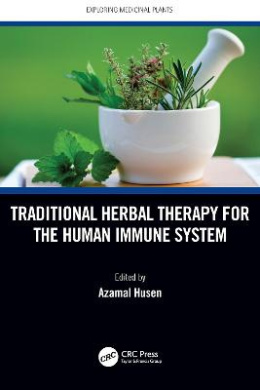 EXPLORING MEDICINAL PLANTS
TRADITIONAL HERBAL THERAPY FOR
THE HUMAN IMMUNE SYSTEM
Edited by
Azamal Husen
CRC
CRC Press
Taylor & Francis Group